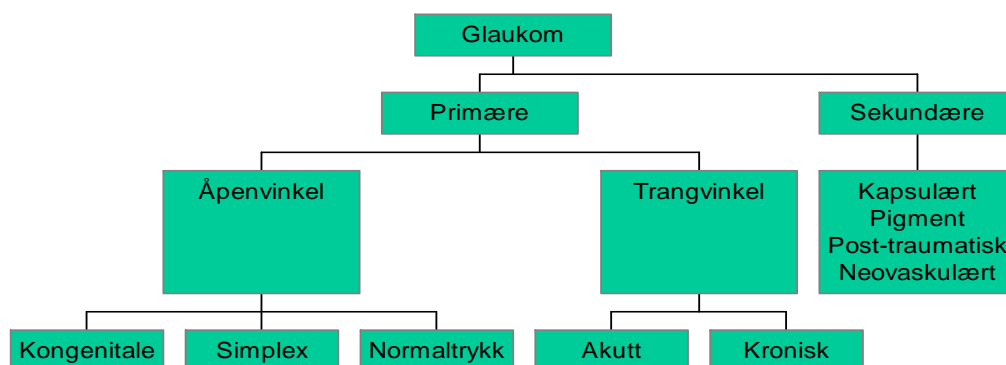 Glaukom
Primære
Sekundære
Åpenvinkel
Trangvinkel
Kapsulært
Pigment
Post-traumatisk
Neovaskulært
Kongenitale
Simplex
Normaltrykk
Akutt
Kronisk